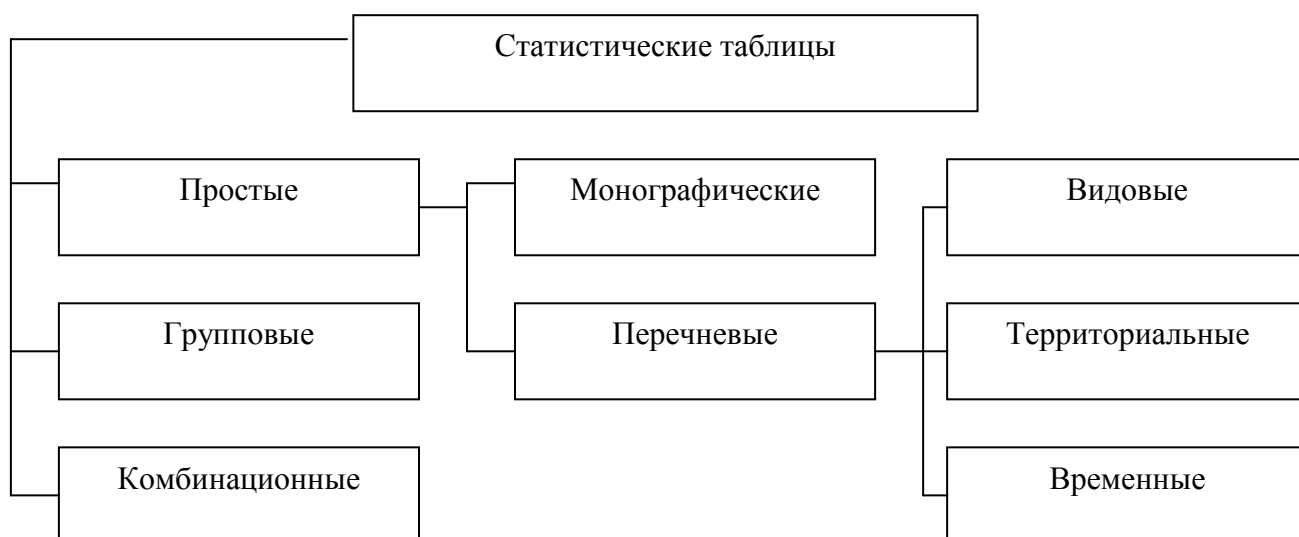 Статистические таблицы
Простые
Монографические
Видовые
Групповые
Перечневые
Территориальные
Комбинационные
Временные